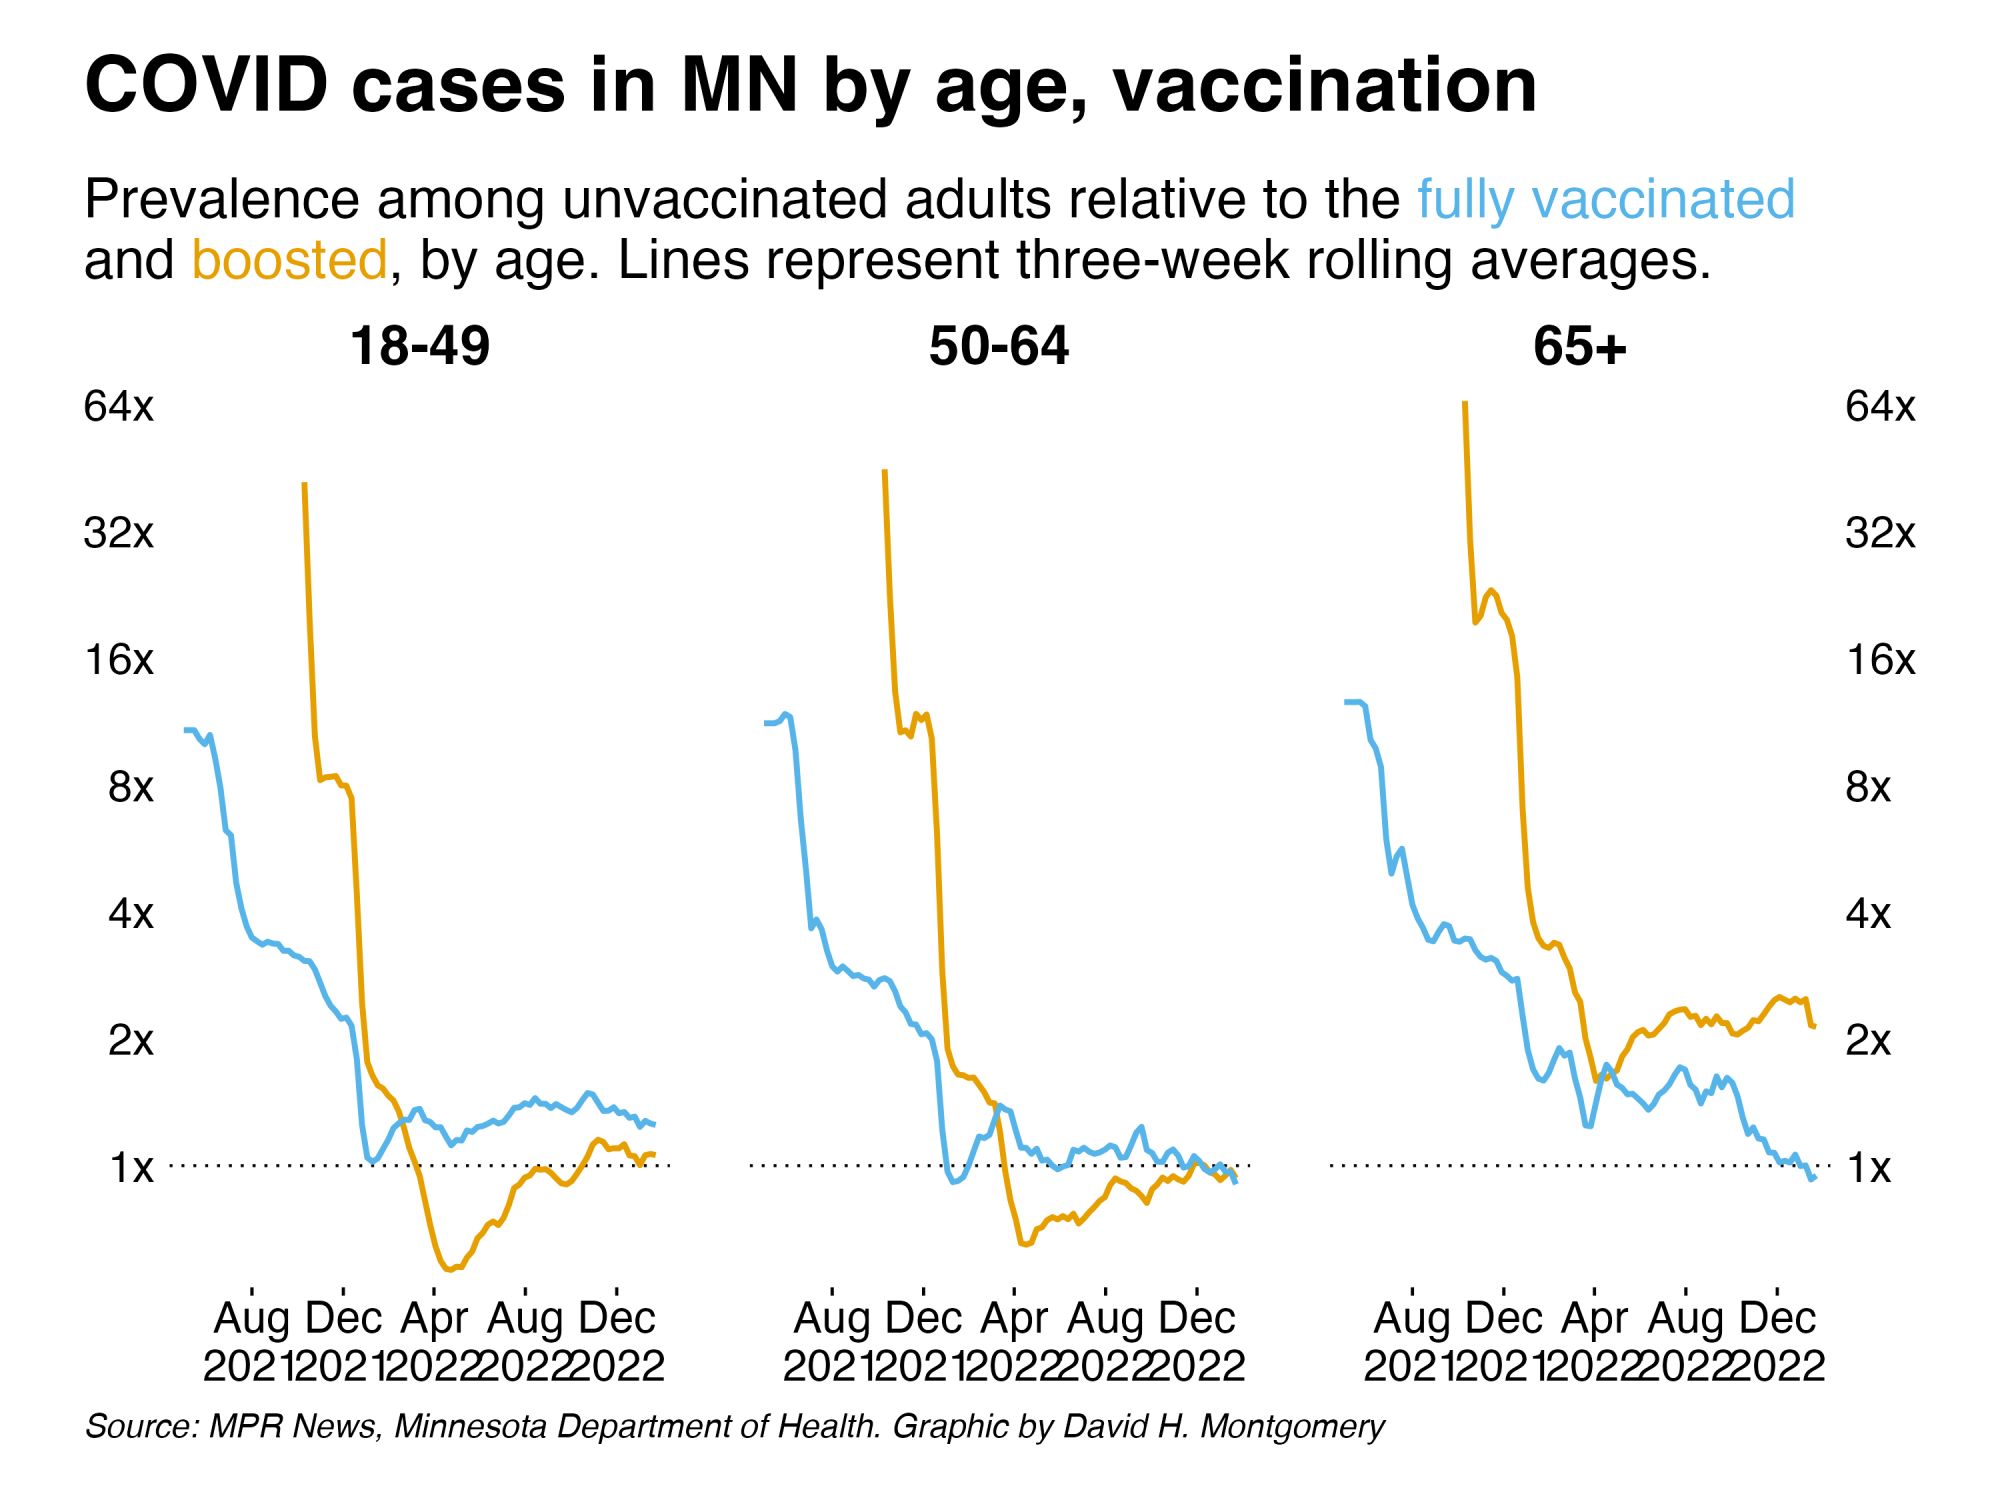 COVID cases in MN by age, vaccination
Prevalence among unvaccinated adults relative to the fully vaccinated
and boosted, by age. Lines represent three-week rolling averages.
18-49 50-64 65+
64x 64x
32x 32x
16x 16x
8x 8x
4x 4x
2x 2x
1x 1x
Aug Dec Apr Aug Dec Aug Dec Apr Aug Dec Aug Dec Apr Aug Dec
2021 2021 2022 2022 2022 2021 2021 2022 2022 2022 2021 2021 2022 2022 2022
Source: MPR News, Minnesota Department of Health. Graphic by David H. Montgomery